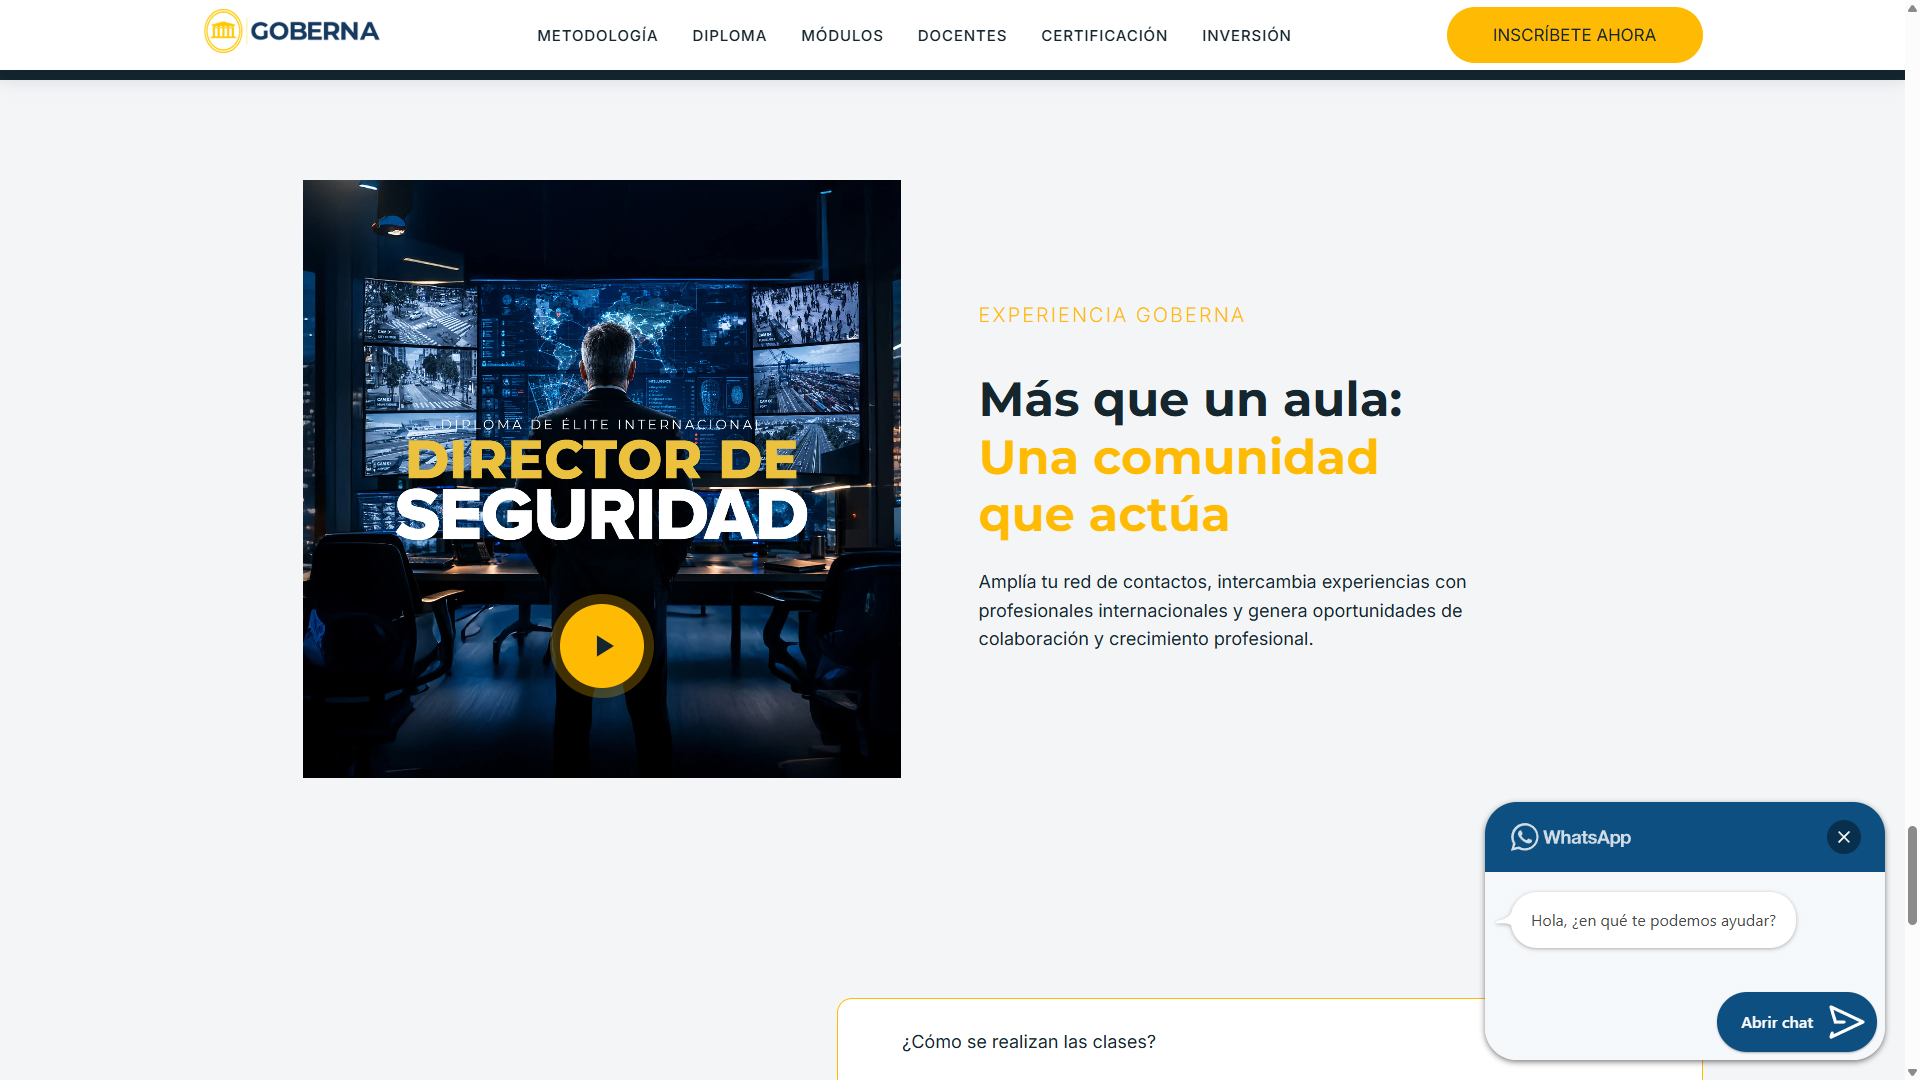 GOBERNA
METODOLOGÍA
DIPLOMA
MÓDULOS
DOCENTES
CERTIFICACIÓN
INVERSIÓN
INSCRÍBETE AHORA
DIPLOMA DE ÉLITE INTERNACIONAL
DIRECTOR DE
SEGURIDAD
EXPERIENCIA GOBERNA
Más que un aula:
Una comunidad
que actúa
Amplía tu red de contactos, intercambia experiencias con
profesionales internacionales y genera oportunidades de
colaboración y crecimiento profesional.
WhatsApp
Hola, ¿en qué te podemos ayudar?
Abrir chat
¿Cómo se realizan las clases?